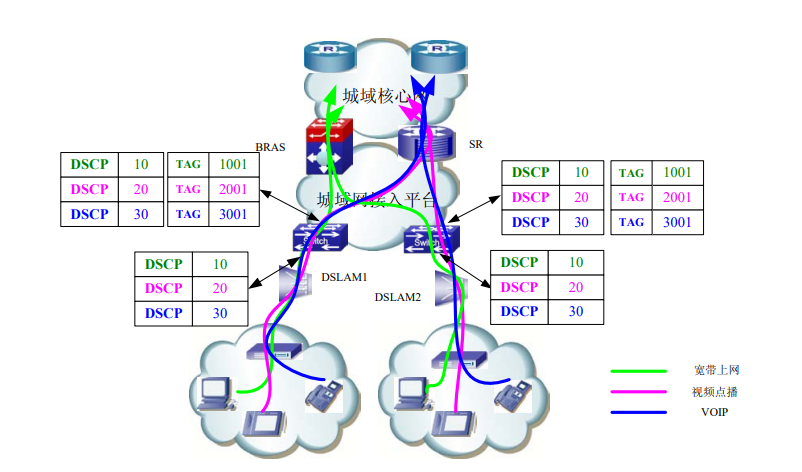 R
R
城域核心网
BRAS
SR
DSCP 10 TAG 1001
DSCP 20 TAG 2001
DSCP 30 TAG 3001
DSCP 10 TAG 1001
DSCP 20 TAG 2001
DSCP 30 TAG 3001
城域网接入平台
Switch
Switch
DSCP 10
DSCP 20
DSCP 30
DSLAM1
DSLAM2
DSCP 10
DSCP 20
DSCP 30
宽带上网
视频点播
VOIP